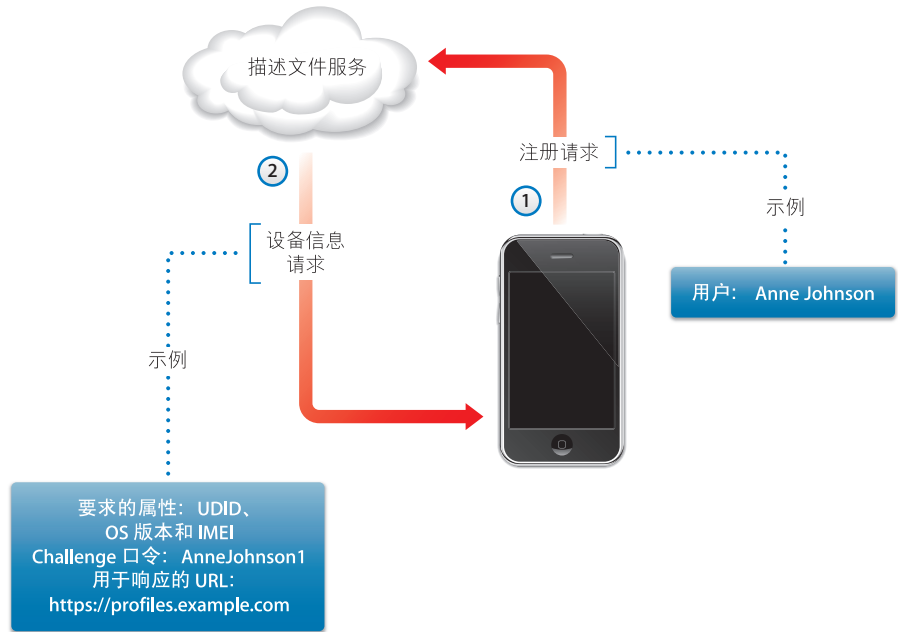 描述文件服务
注册请求
1
示例
用户： Anne Johnson
2
设备信息
请求
示例
要求的属性：UDID、
OS 版本和 IMEI
Challenge 口令：AnneJohnson1
用于响应的 URL：
https://profiles.example.com